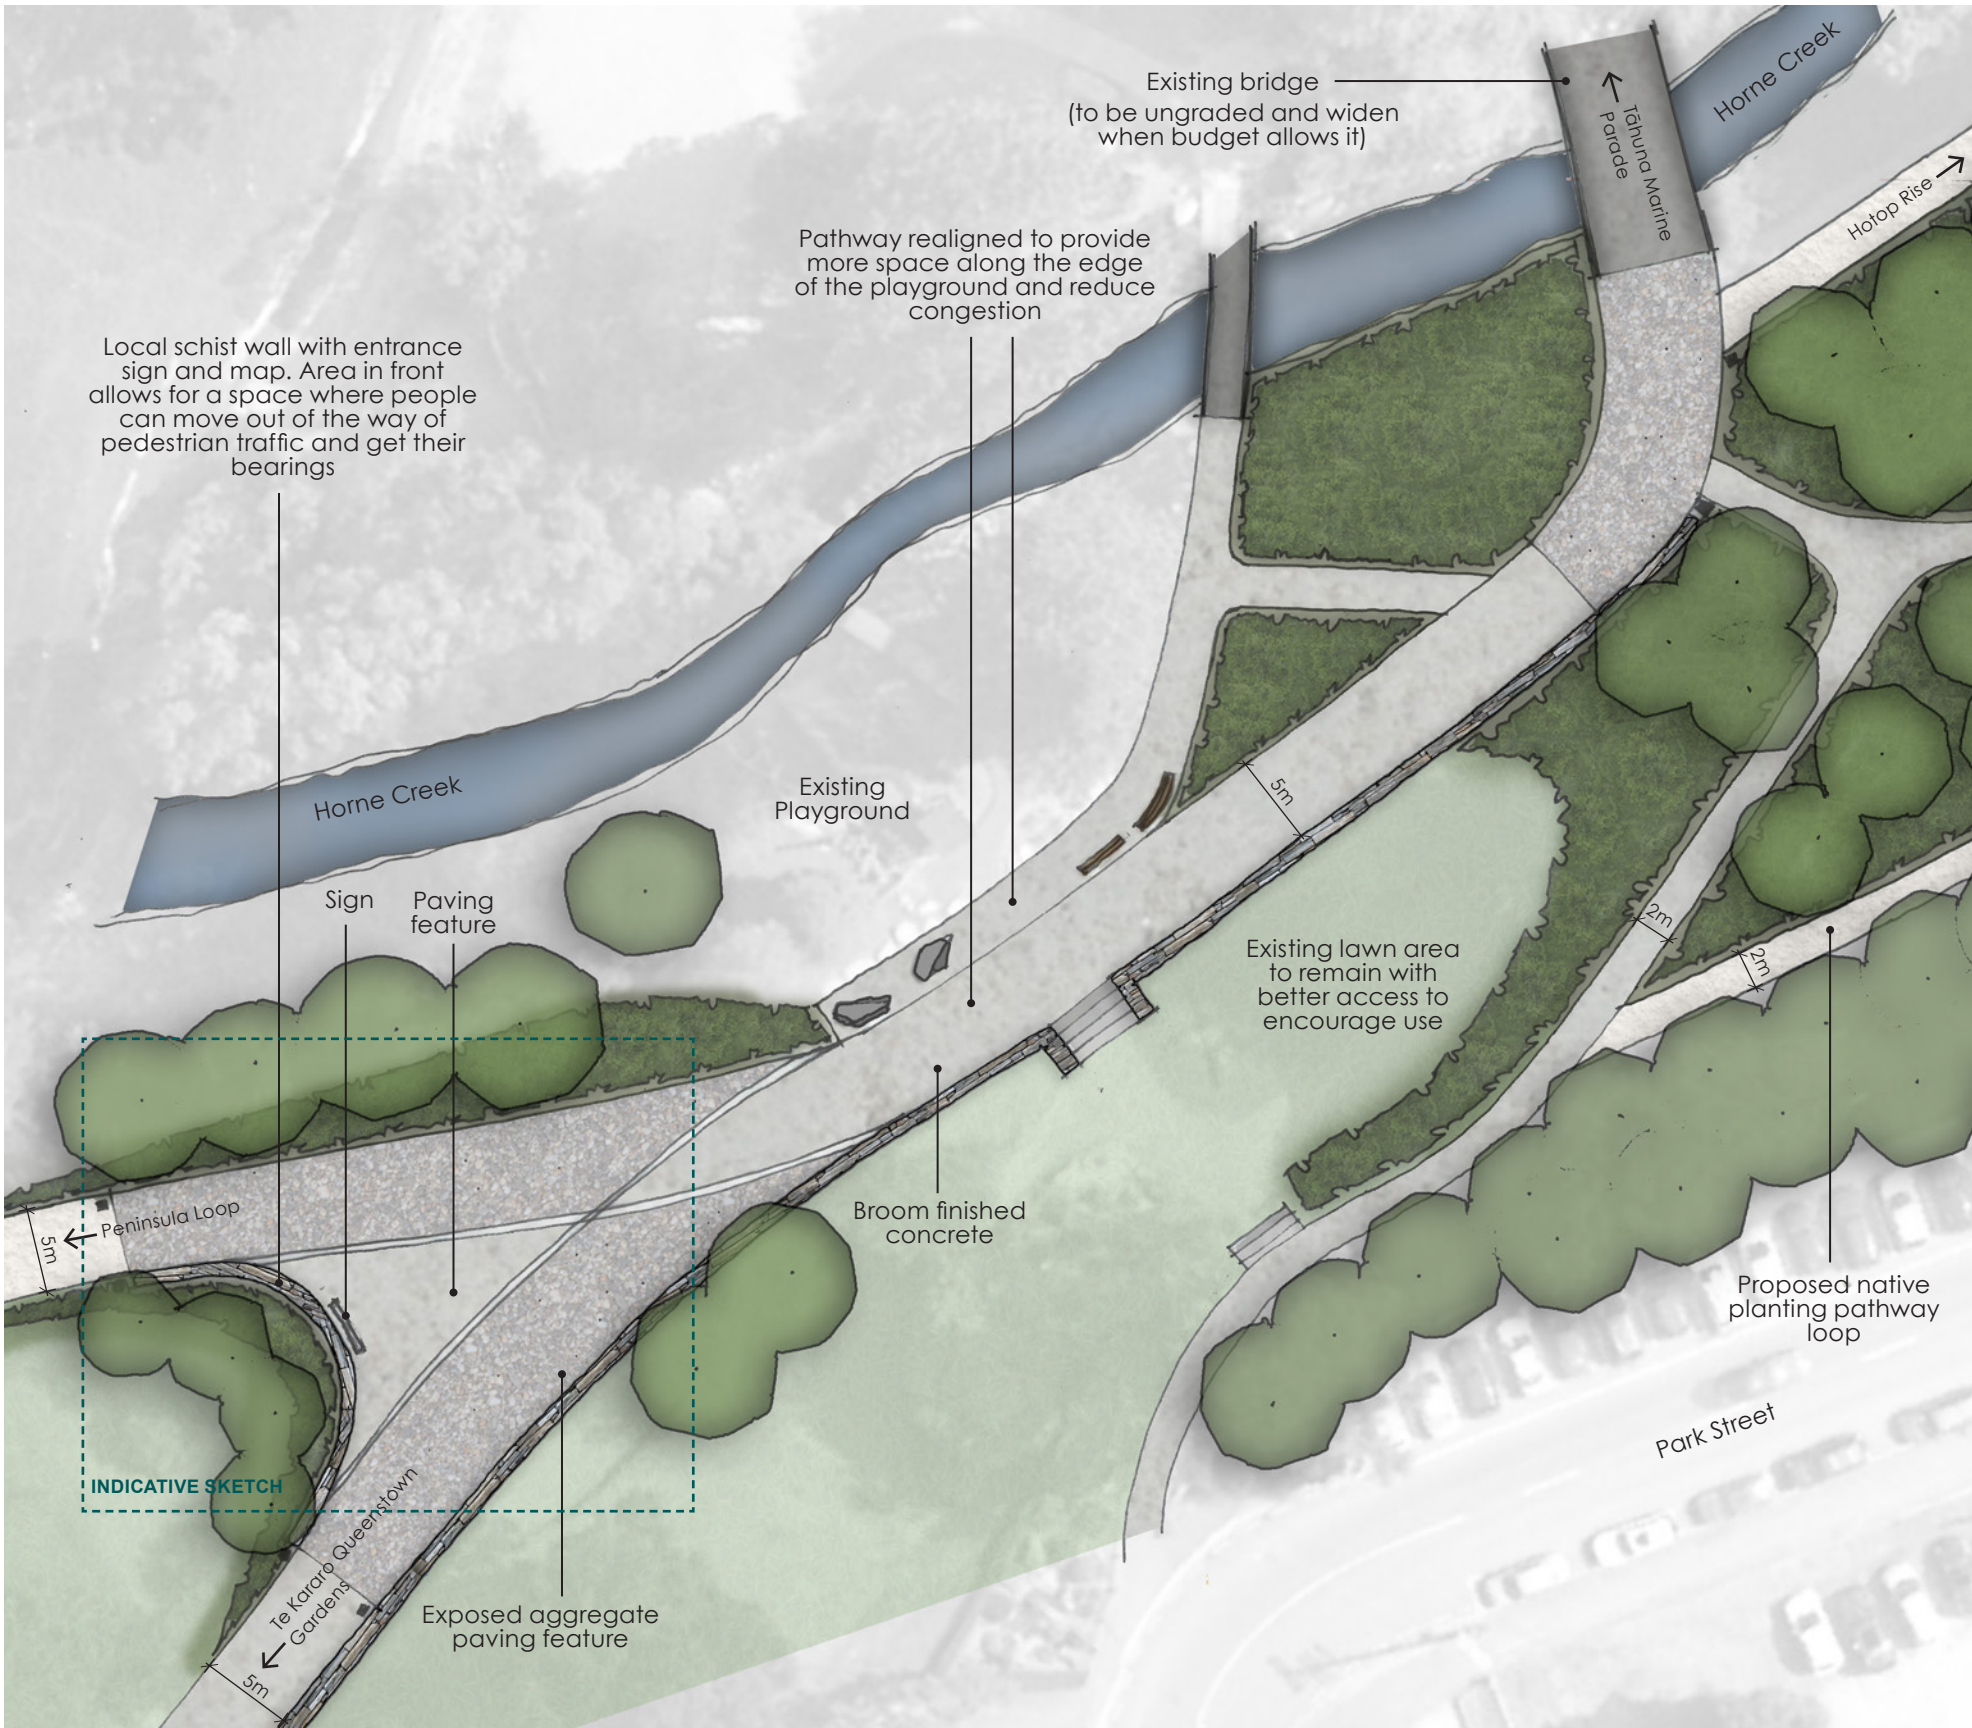 Existing bridge
(to be ungraded and widen
when budget allows it)
Tāhuna Marine
Parade
Horne Creek
Hotop Rise
Pathway realigned to provide
more space along the edge
of the playground and reduce
congestion
Local schist wall with entrance
sign and map. Area in front
allows for a space where people
can move out of the way of
pedestrian traffic and get their
bearings
Horne Creek
Existing
Playground
5m
Sign
Paving
feature
Existing lawn area
to remain with
better access to
encourage use
2m
2m
Peninsula Loop
5m
Broom finished
concrete
Proposed native
planting pathway
loop
Park Street
INDICATIVE SKETCH
Te Kararo Queenstown
Gardens
5m
Exposed aggregate
paving feature